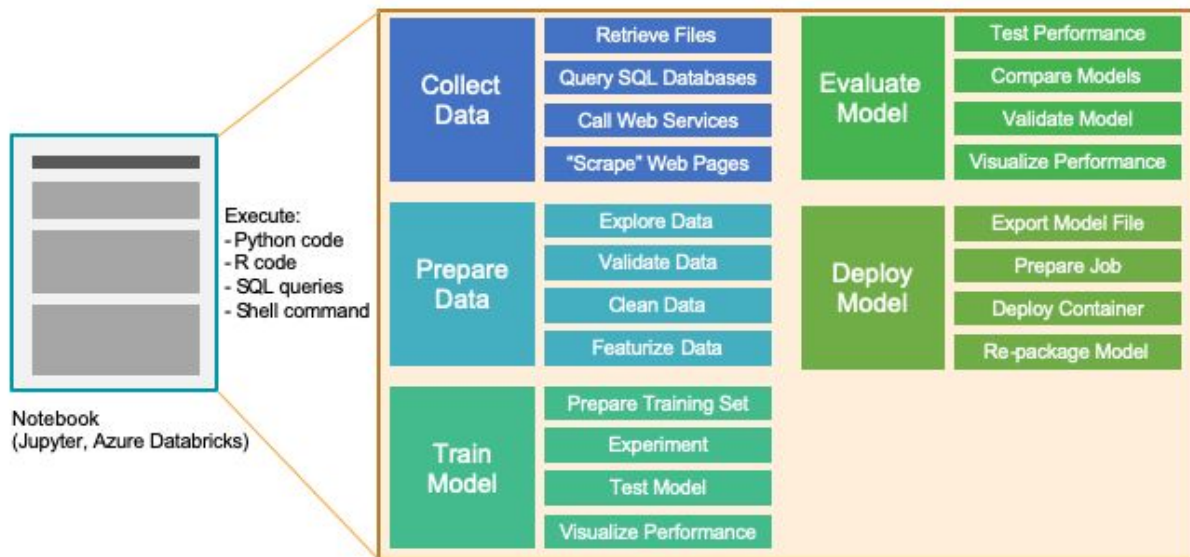 Notebook
(Jupyter, Azure Databricks)
Execute:
- Python code
- R code
- SQL queries
- Shell command
Collect
Data
Retrieve Files
Query SQL Databases
Call Web Services
"Scrape" Web Pages
Prepare
Data
Explore Data
Validate Data
Clean Data
Featurize Data
Train
Model
Prepare Training Set
Experiment
Test Model
Visualize Performance
Evaluate
Model
Test Performance
Compare Models
Validate Model
Visualize Performance
Deploy
Model
Export Model File
Prepare Job
Deploy Container
Re-package Model